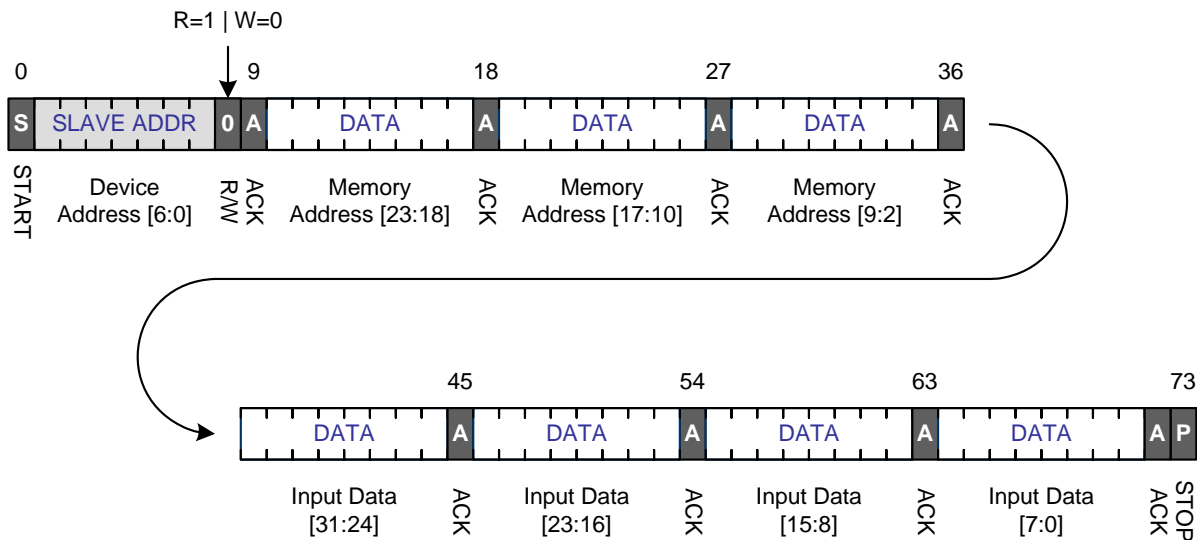 R=1 | W=0
0 9 18 27 36
S SLAVE ADDR 0 A DATA A DATA A DATA A
START Device Address [6:0] R/W ACK Memory Address [23:18] ACK Memory Address [17:10] ACK Memory Address [9:2] ACK
45 54 63 73
DATA A DATA A DATA A DATA A P
Input Data [31:24] ACK Input Data [23:16] ACK Input Data [15:8] ACK Input Data [7:0] ACK STOP